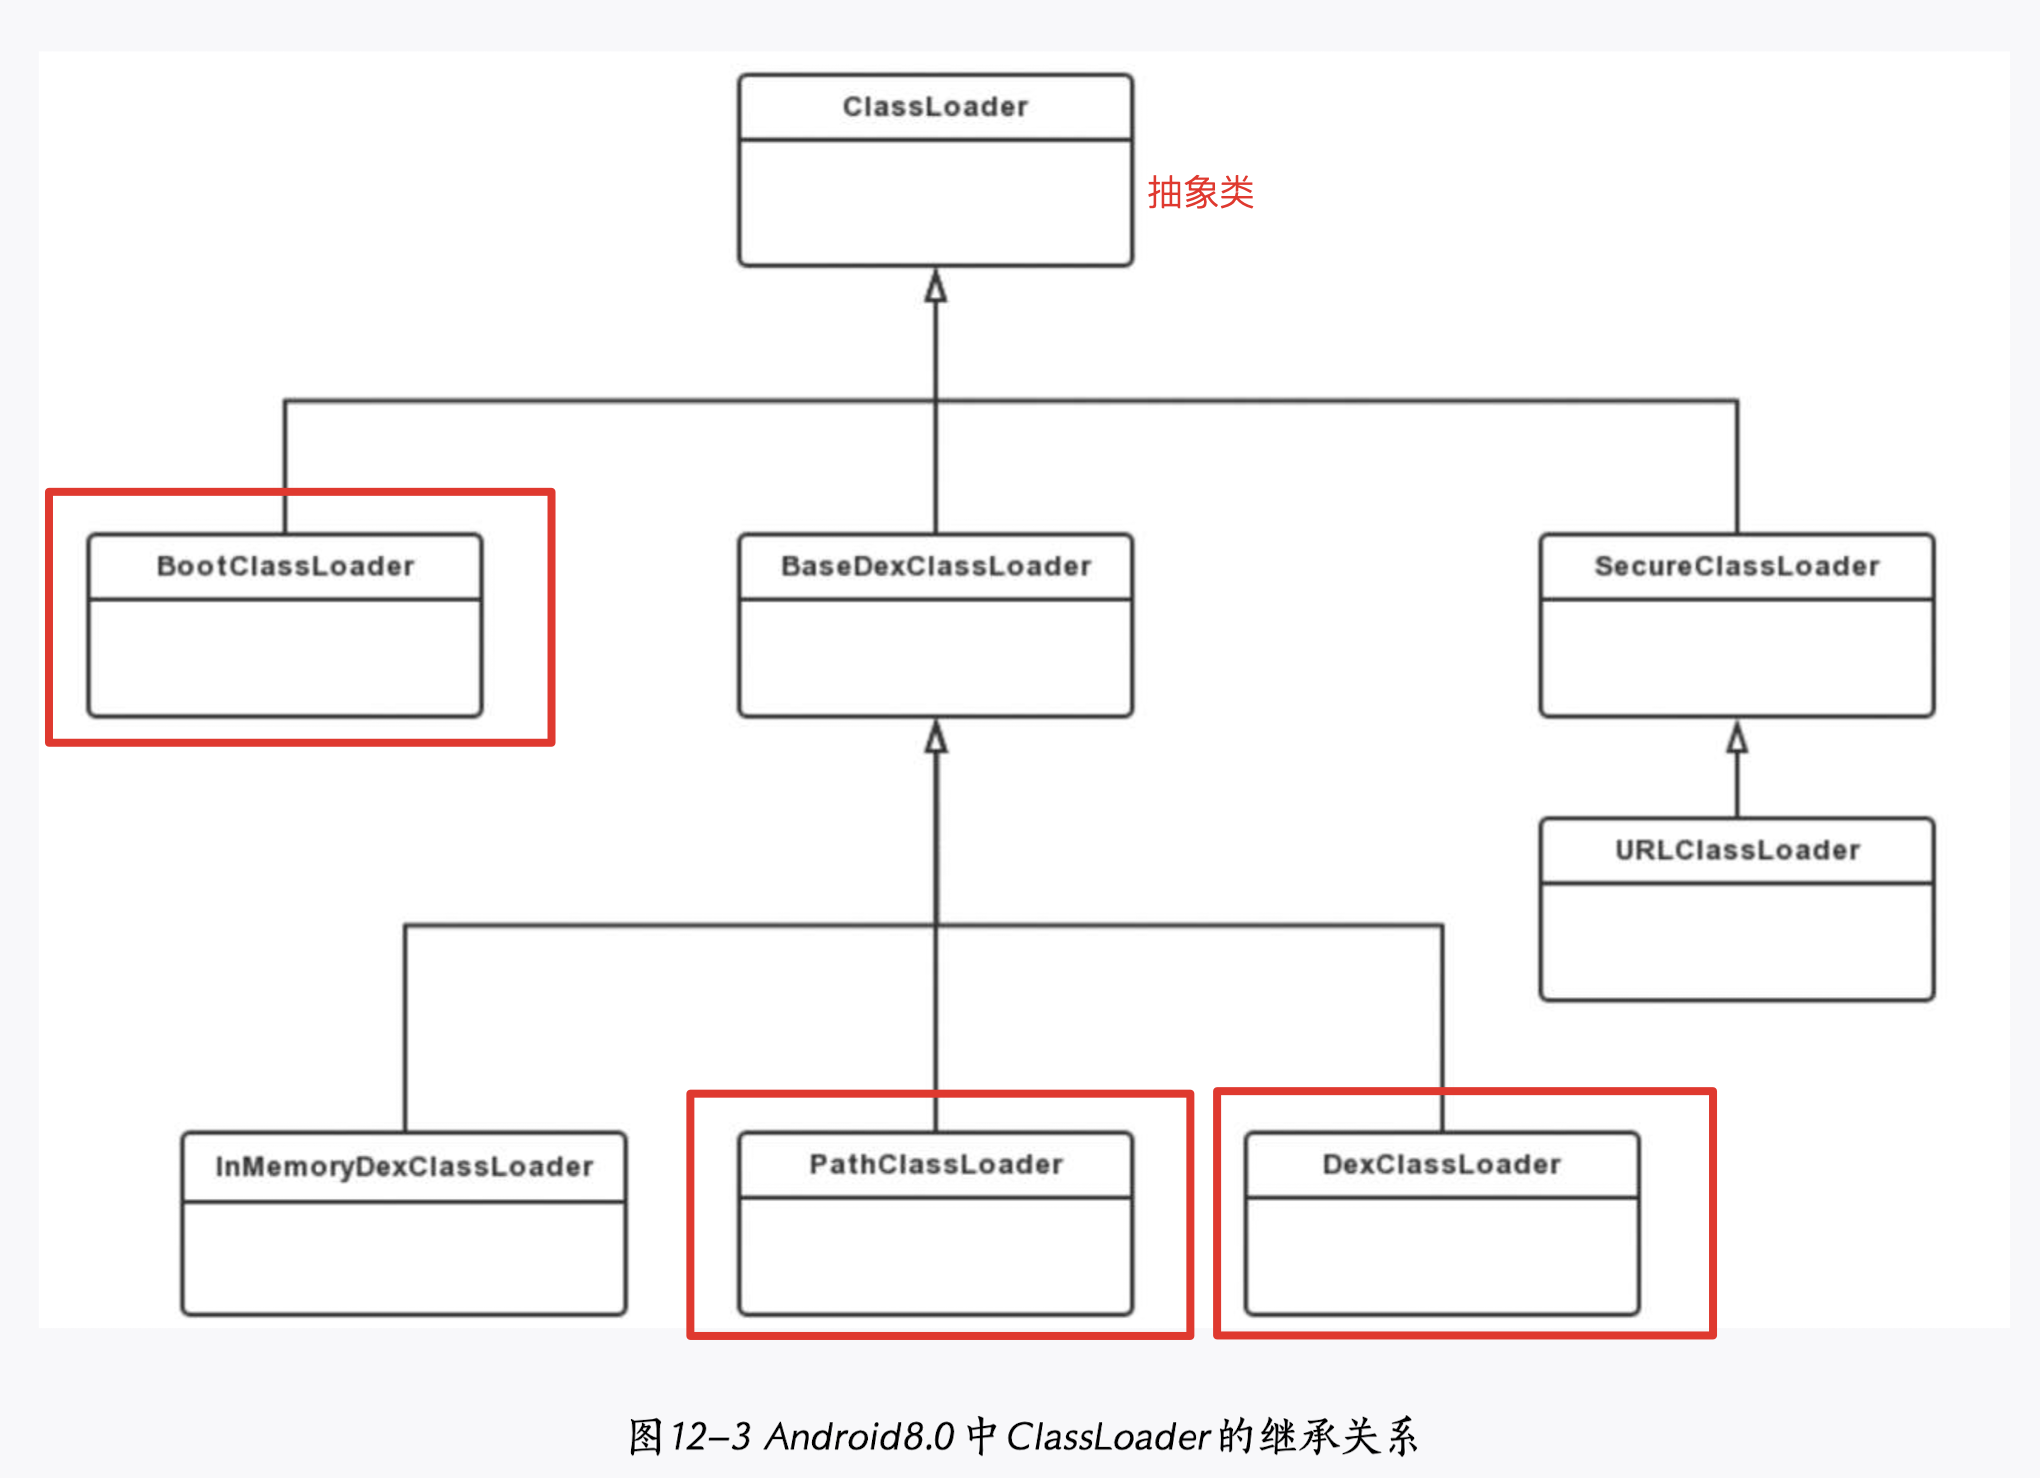 ClassLoader
抽象类
BootClassLoader
BaseDexClassLoader
SecureClassLoader
URLClassLoader
InMemoryDexClassLoader
PathClassLoader
DexClassLoader
图12–3 Android8.0中ClassLoader的继承关系